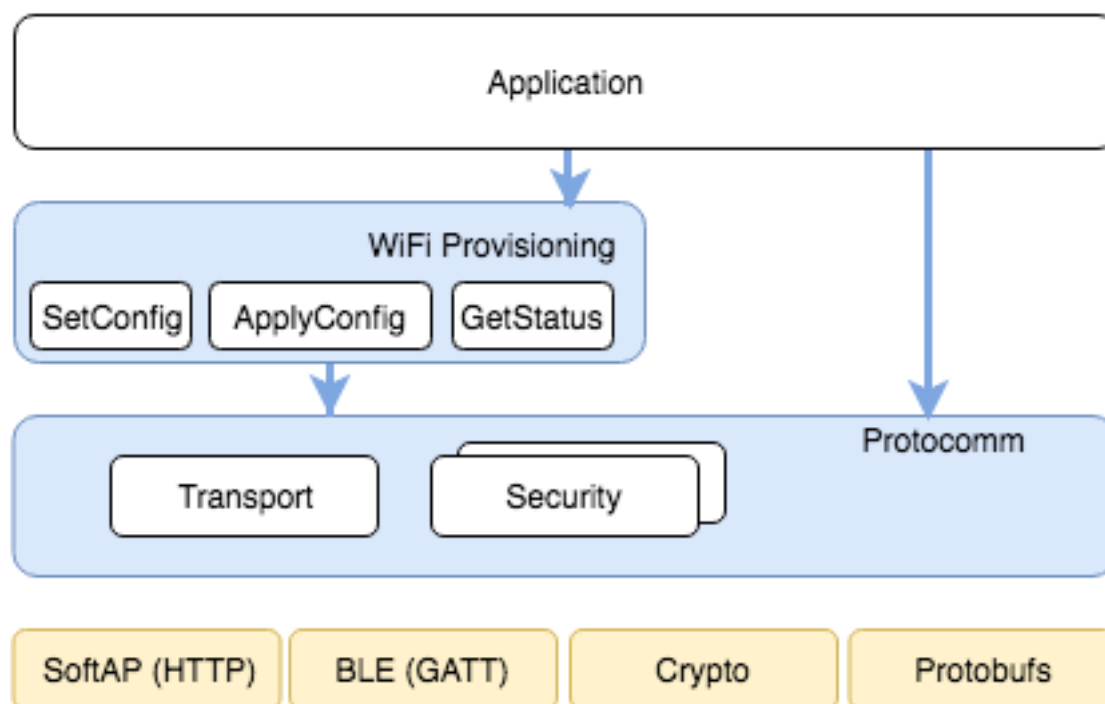 Application
WiFi Provisioning
SetConfig
ApplyConfig
GetStatus
Protocomm
Transport
Security
SoftAP (HTTP)
BLE (GATT)
Crypto
Protobufs